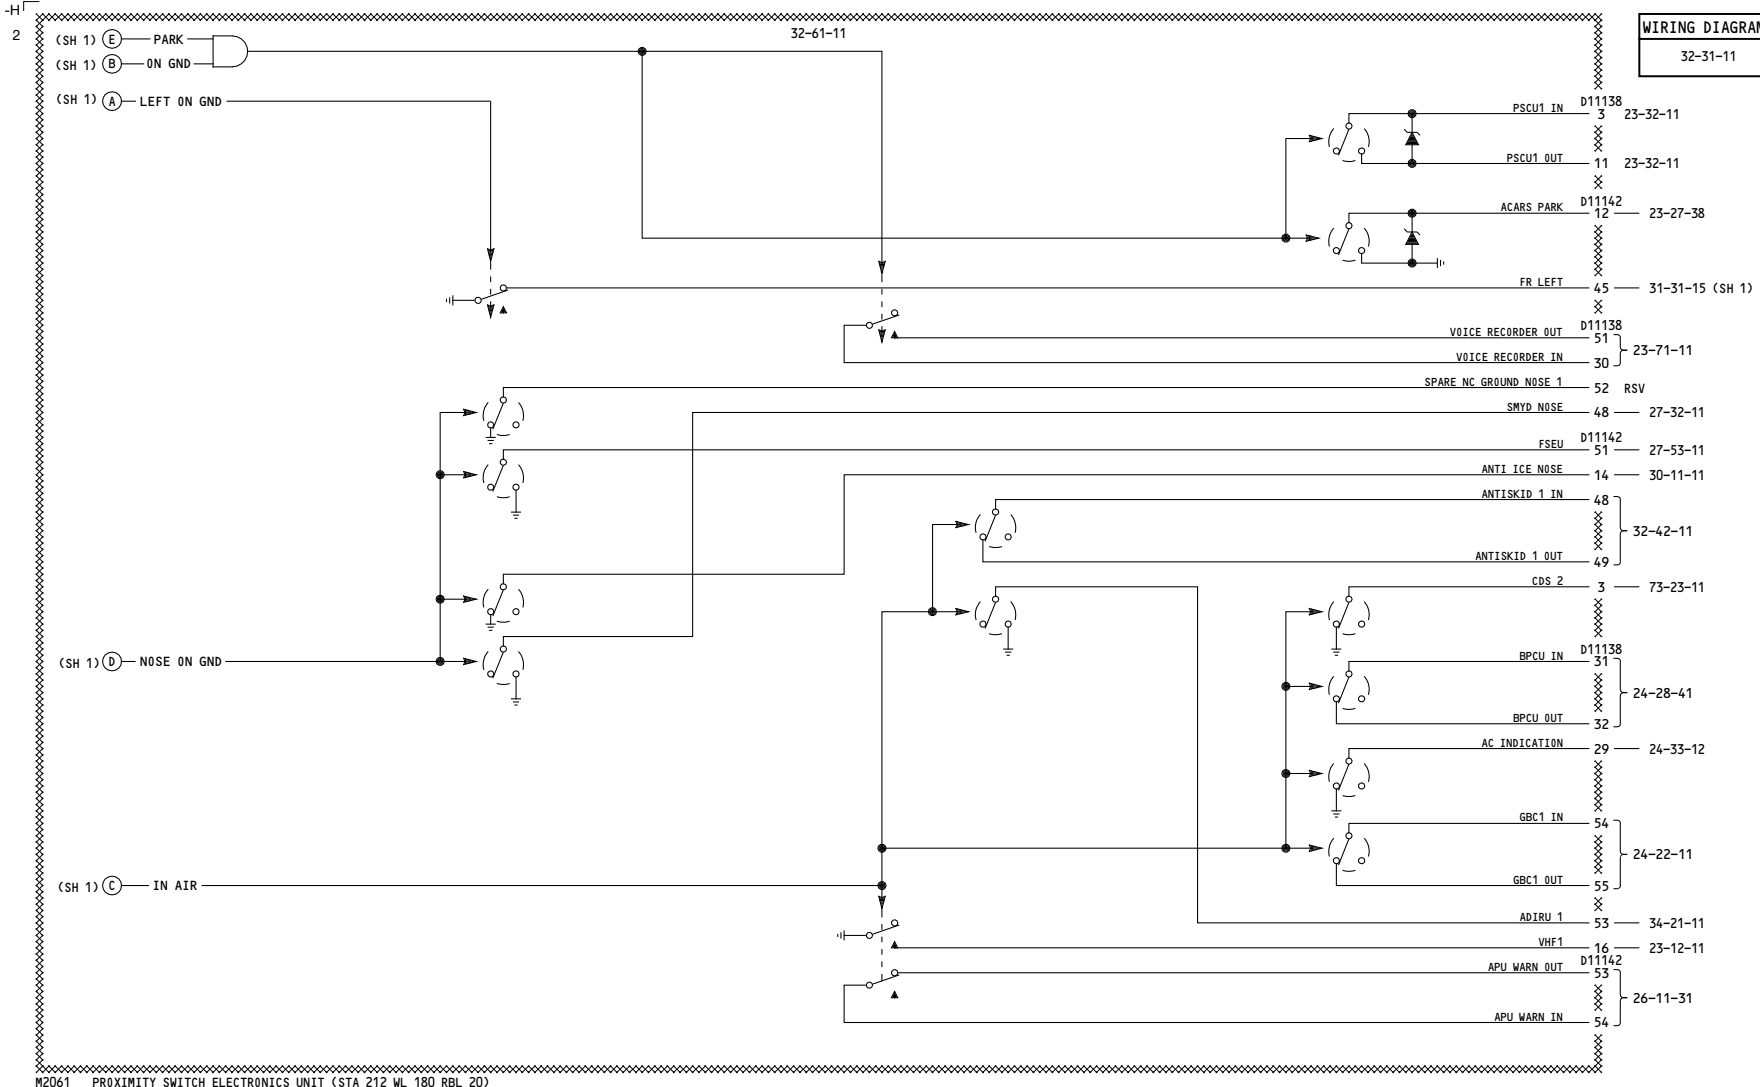 -H
2
32-61-11
WIRING DIAGRAM
32-31-11
(SH 1) E PARK
(SH 1) B ON GND
(SH 1) A LEFT ON GND
PSCU1 IN D11138 3 23-32-11
PSCU1 OUT 11 23-32-11
ACARS PARK D11142 12 23-27-38
FR LEFT 45 31-31-15 (SH 1)
D11138
VOICE RECORDER OUT 51
23-71-11
VOICE RECORDER IN 30
SPARE NC GROUND NOSE 1 52 RSV
SMYD NOSE 48 27-32-11
D11142
FSEU 51 27-53-11
ANTI ICE NOSE 14 30-11-11
ANTISKID 1 IN 48
32-42-11
ANTISKID 1 OUT 49
CDS 2 3 73-23-11
(SH 1) D NOSE ON GND
D11138
BPCU IN 31
24-28-41
BPCU OUT 32
AC INDICATION 29 24-33-12
GBC1 IN 54
24-22-11
GBC1 OUT 55
(SH 1) C IN AIR
ADIRU 1 53 34-21-11
VHF1 16 23-12-11
D11142
APU WARN OUT 53
26-11-31
APU WARN IN 54
M2061 PROXIMITY SWITCH ELECTRONICS UNIT (STA 212 WL 180 RBL 20)